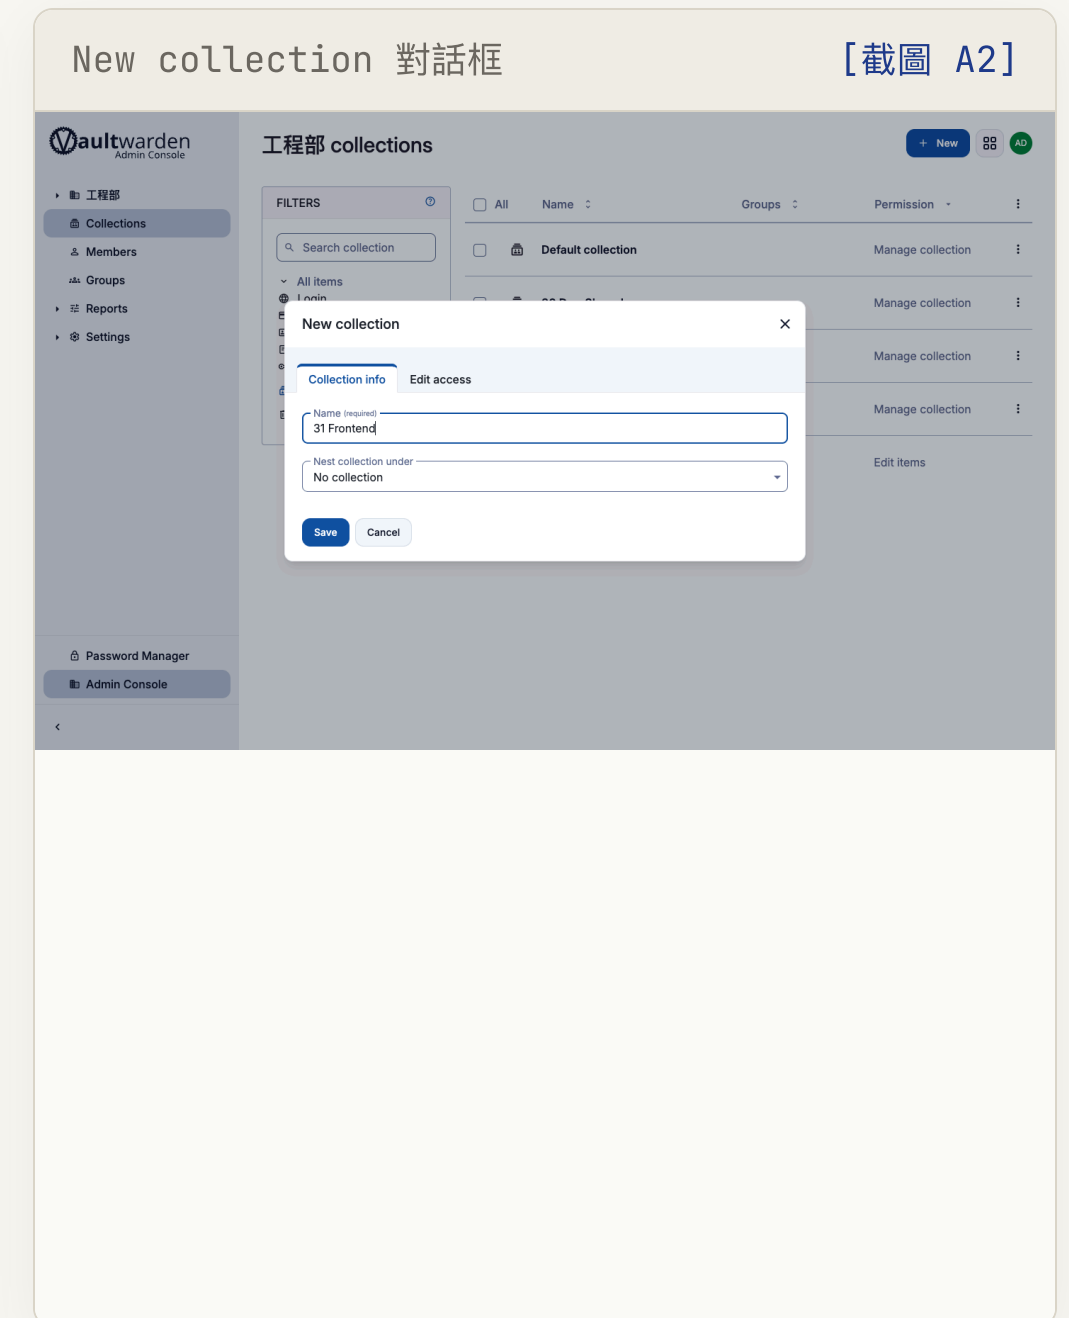 New collection 對話框
[截圖 A2]
Vaultwarden
Admin Console
工程部
Collections
Members
Groups
Reports
Settings
Password Manager
Admin Console
工程部 collections
New
AD
FILTERS
Search collection
All items
Login
All Name Groups Permission
Default collection Manage collection
Manage collection
Manage collection
Manage collection
Edit items
New collection
Collection info Edit access
Name (required)
31 Frontend
Nest collection under
No collection
Save Cancel